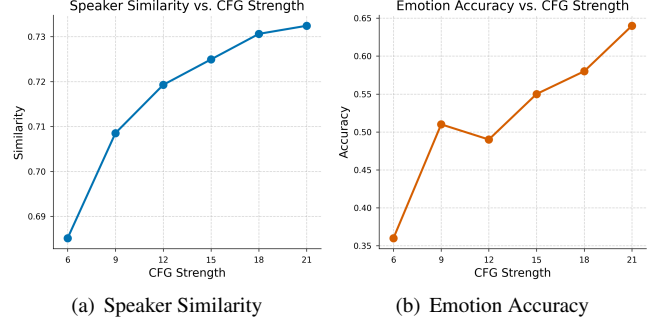 Speaker Similarity vs. CFG Strength
0.73
0.72
0.71
0.70
0.69
Similarity
6 9 12 15 18 21
CFG Strength
(a) Speaker Similarity
Emotion Accuracy vs. CFG Strength
0.65
0.60
0.55
0.50
0.45
0.40
0.35
Accuracy
6 9 12 15 18 21
CFG Strength
(b) Emotion Accuracy